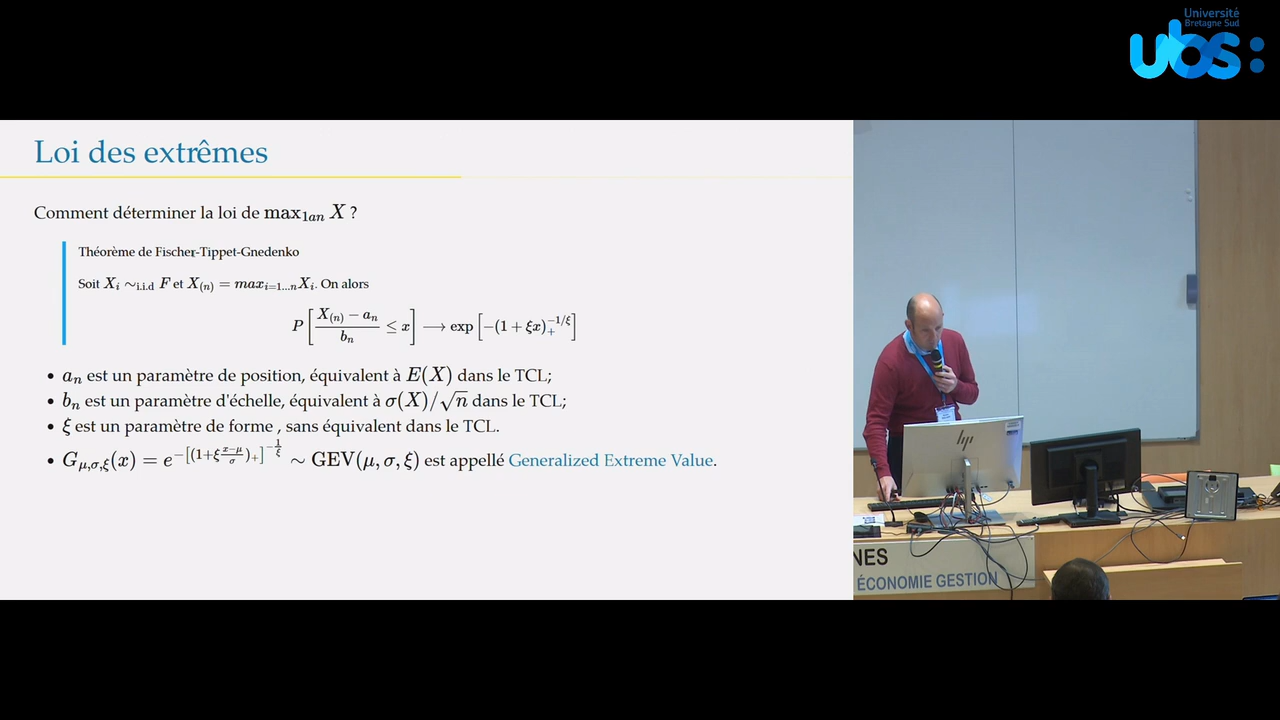 Université
Bretagne Sud
ubs:
Loi des extrêmes
Comment déterminer la loi de max_{1an} X ?
Théorème de Fischer-Tippet-Gnedenko
Soit X_i ∼_{i.i.d} F et X_{(n)} = max_{i=1...n} X_i. On alors
P[\frac{X_{(n)} − a_n}{b_n} ≤ x] ⟶ exp[−(1 + ξx)_+^{−1/ξ}]
• a_n est un paramètre de position, équivalent à E(X) dans le TCL;
• b_n est un paramètre d'échelle, équivalent à σ(X)/√n dans le TCL;
• ξ est un paramètre de forme , sans équivalent dans le TCL.
• G_{μ,σ,ξ}(x) = e^{−[(1+ξ\frac{x−μ}{σ})_+]^{−\frac{1}{ξ}}} ∼ GEV(μ, σ, ξ) est appellé Generalized Extreme Value.
hp
NES
ÉCONOMIE GESTION